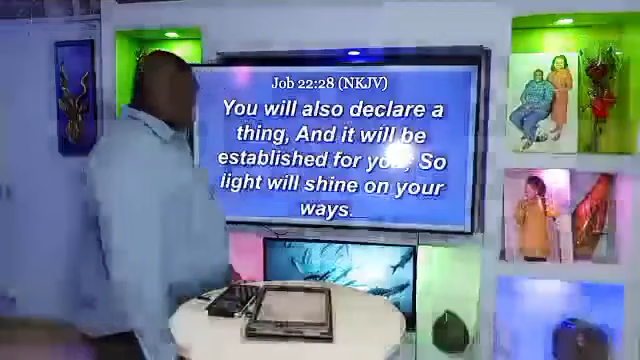 Job 22:28 (NKJV)
You will also declare a
thing, And it will be
established for you; So
light will shine on your
ways.